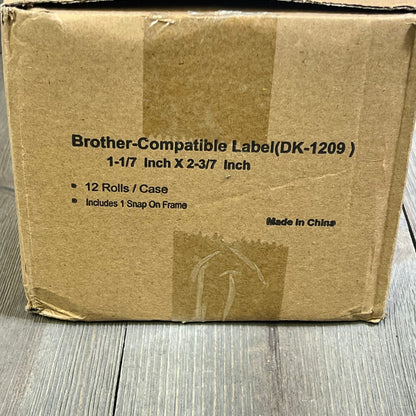 Brother-Compatible Label(DK-1209 )
1-1/7 Inch X 2-3/7 Inch
• 12 Rolls / Case
• Includes 1 Snap On Frame
Made in China